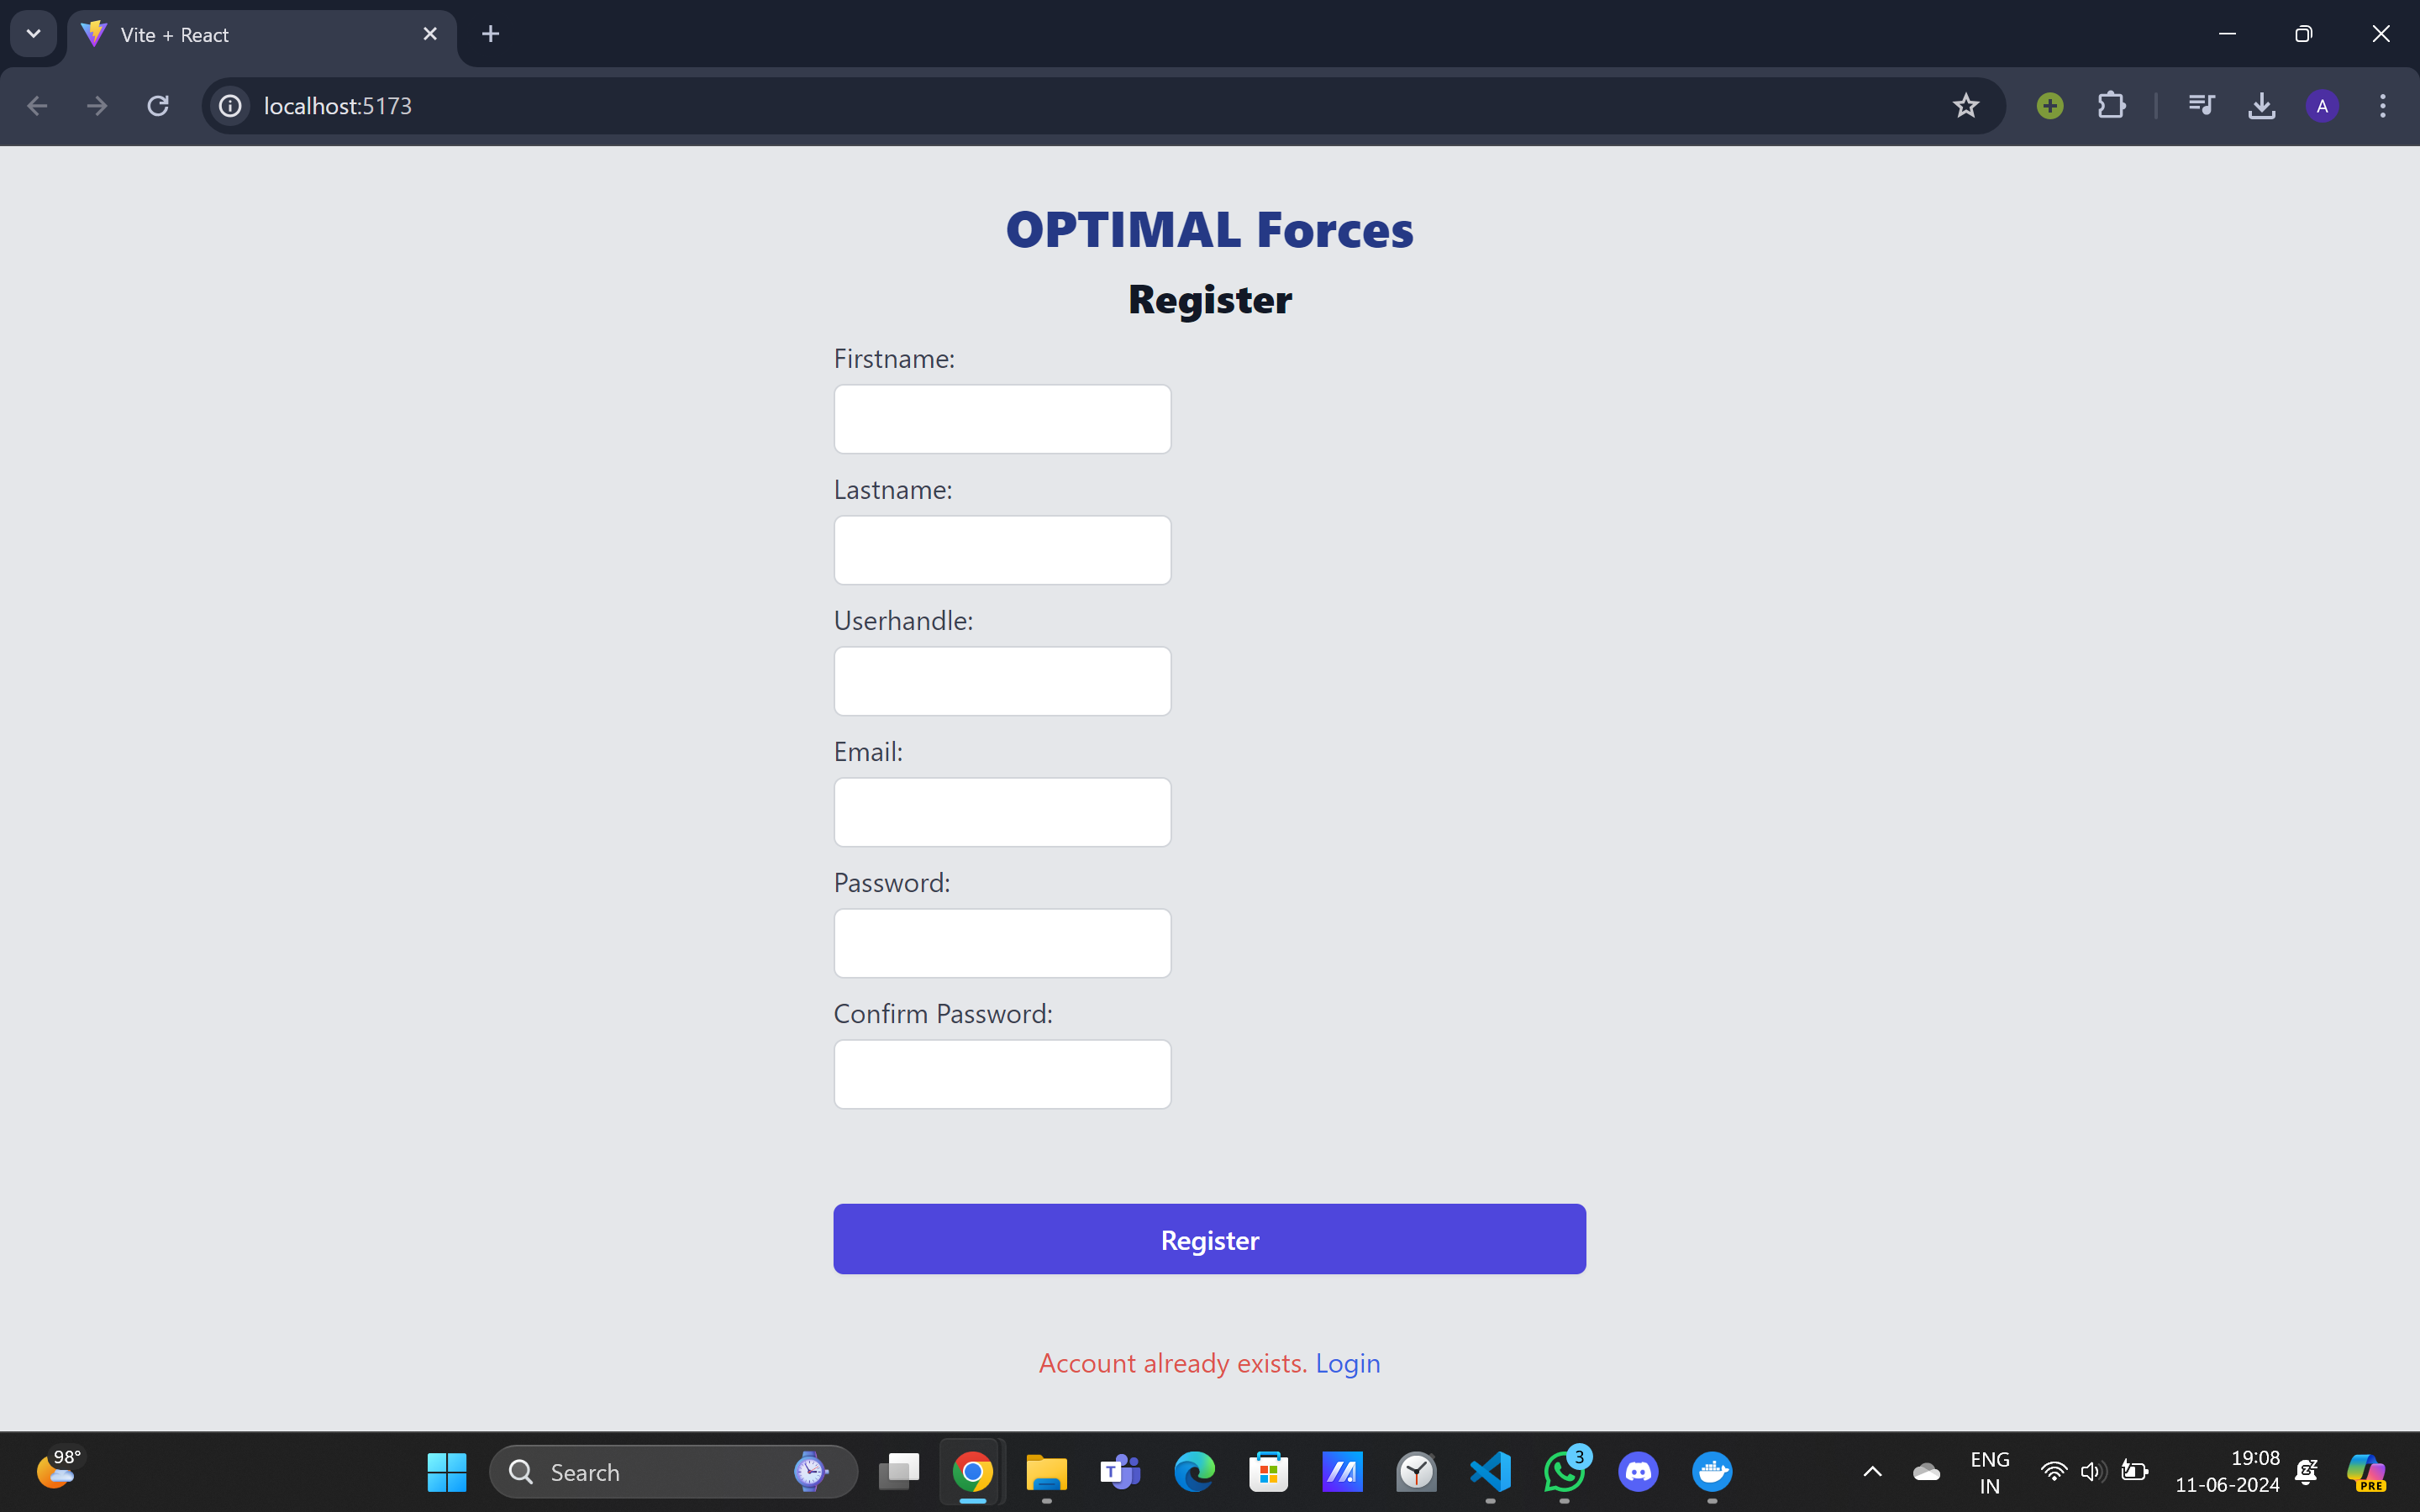 Vite + React
localhost:5173
A
OPTIMAL Forces
Register
Firstname:
Lastname:
Userhandle:
Email:
Password:
Confirm Password:
Register
Account already exists. Login
98°
Search
T
3
ENG
IN
19:08
11-06-2024
PRE